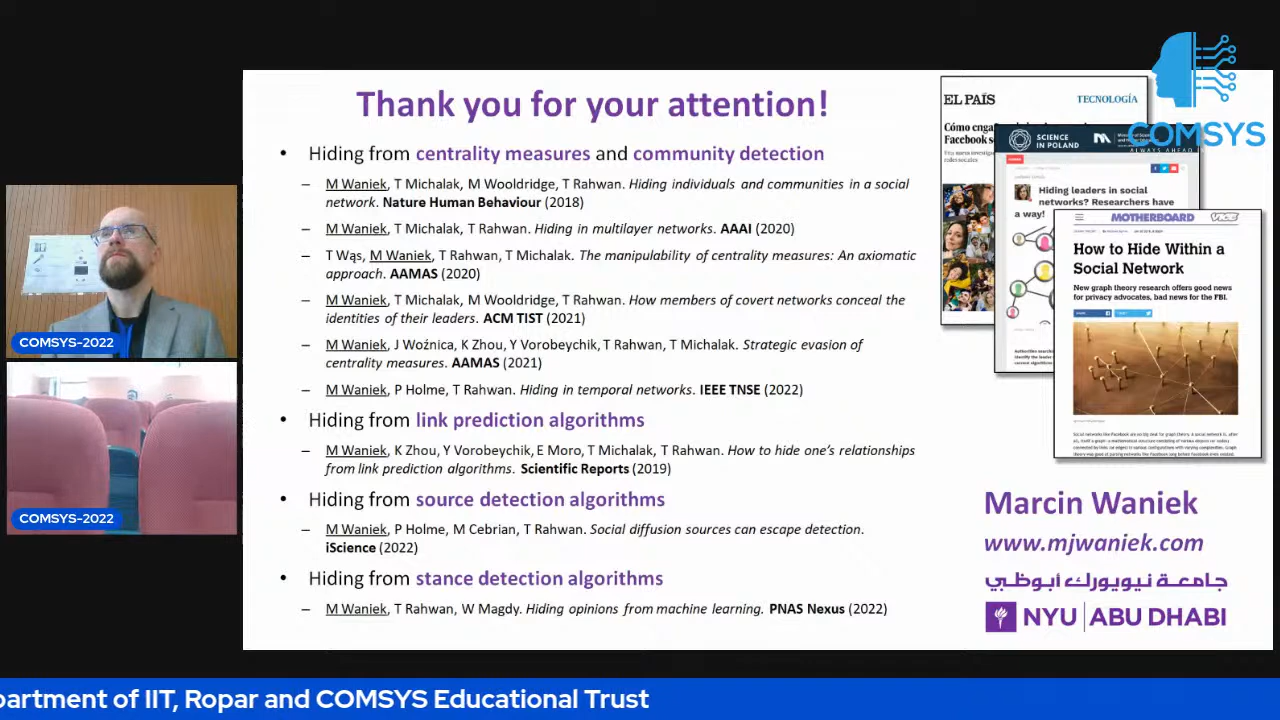 Thank you for your attention!
• Hiding from centrality measures and community detection
– M Waniek, T Michalak, M Wooldridge, T Rahwan. Hiding individuals and communities in a social
network. Nature Human Behaviour (2018)
– M Waniek, T Michalak, T Rahwan. Hiding in multilayer networks. AAAI (2020)
– T Wąs, M Waniek, T Rahwan, T Michalak. The manipulability of centrality measures: An axiomatic
approach. AAMAS (2020)
– M Waniek, T Michalak, M Wooldridge, T Rahwan. How members of covert networks conceal the
identities of their leaders. ACM TIST (2021)
– M Waniek, J Woźnica, K Zhou, Y Vorobeychik, T Rahwan, T Michalak. Strategic evasion of
centrality measures. AAMAS (2021)
– M Waniek, P Holme, T Rahwan. Hiding in temporal networks. IEEE TNSE (2022)
• Hiding from link prediction algorithms
– M Waniek, K Zhou, Y Vorobeychik, E Moro, T Michalak, T Rahwan. How to hide one's relationships
from link prediction algorithms. Scientific Reports (2019)
• Hiding from source detection algorithms
– M Waniek, P Holme, M Cebrian, T Rahwan. Social diffusion sources can escape detection.
iScience (2022)
• Hiding from stance detection algorithms
– M Waniek, T Rahwan, W Magdy. Hiding opinions from machine learning. PNAS Nexus (2022)
EL PAÍS TECNOLOGÍA
Cómo enga
Facebook s
SCIENCE
IN POLAND
Hiding leaders in social
networks? Researchers have
a way!
MOTHERBOARD VICE
How to Hide Within a
Social Network
New graph theory research offers good news
for privacy advocates, bad news for the FBI.
COMSYS
ALWAYS AHEAD
Marcin Waniek
www.mjwaniek.com
جامعة نيويورك أبوظبي
NYU ABU DHABI
COMSYS-2022
COMSYS-2022
partment of IIT, Ropar and COMSYS Educational Trust